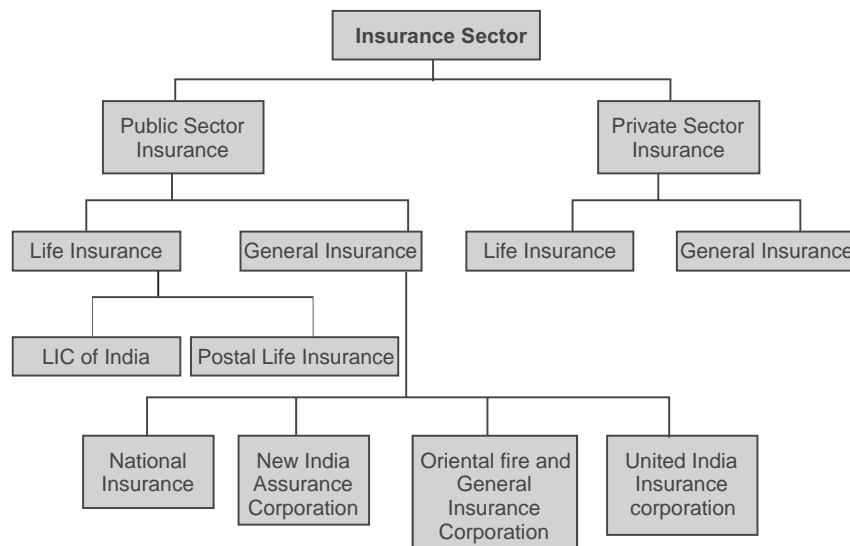 Insurance Sector
Public Sector
Insurance
Private Sector
Insurance
Life Insurance
General Insurance
Life Insurance
General Insurance
LIC of India
Postal Life Insurance
National
Insurance
New India
Assurance
Corporation
Oriental fire and
General
Insurance
Corporation
United India
Insurance
corporation